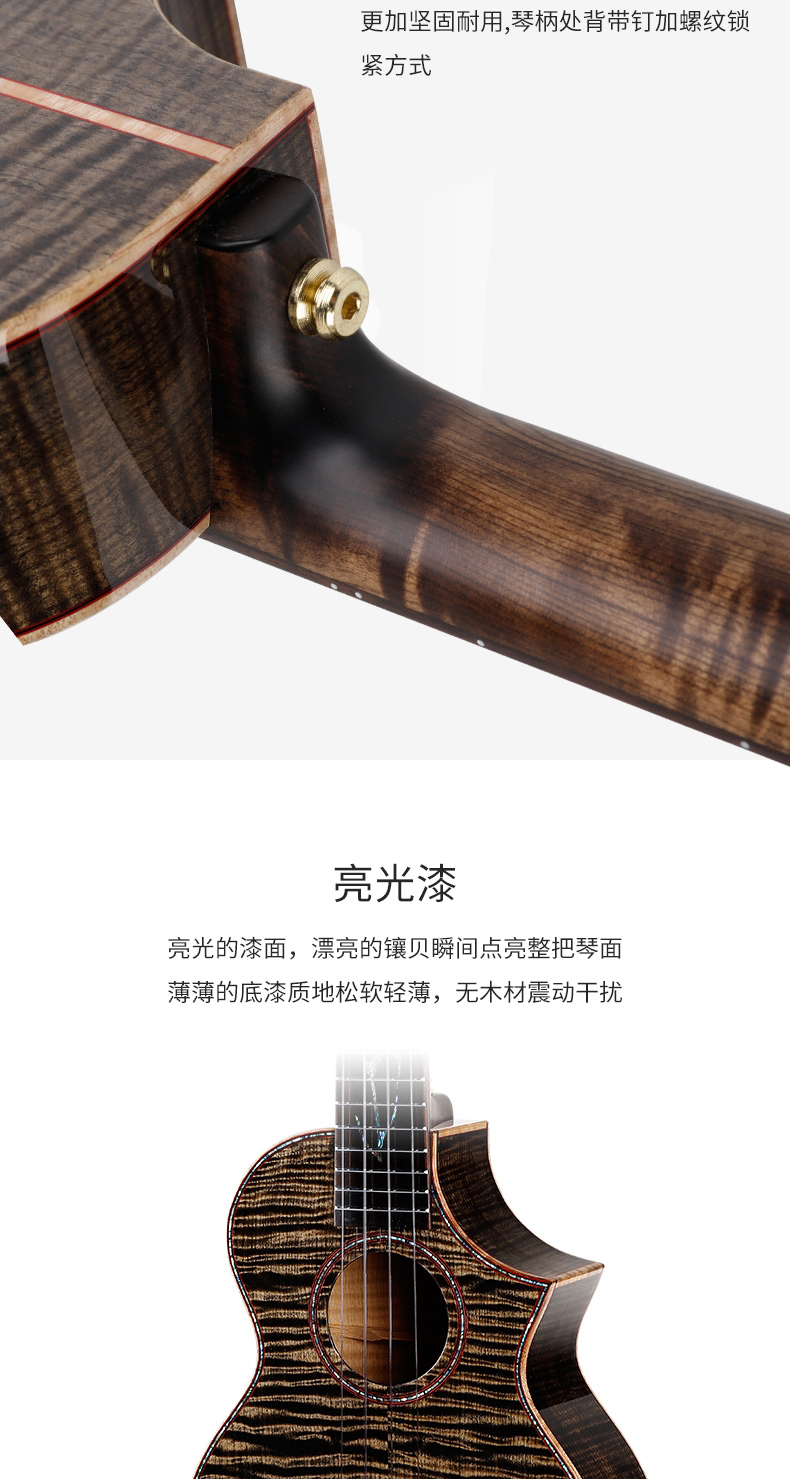 更加坚固耐用,琴柄处背带钉加螺纹锁
紧方式
亮光漆
亮光的漆面，漂亮的镶贝瞬间点亮整把琴面
薄薄的底漆质地松软轻薄，无木材震动干扰